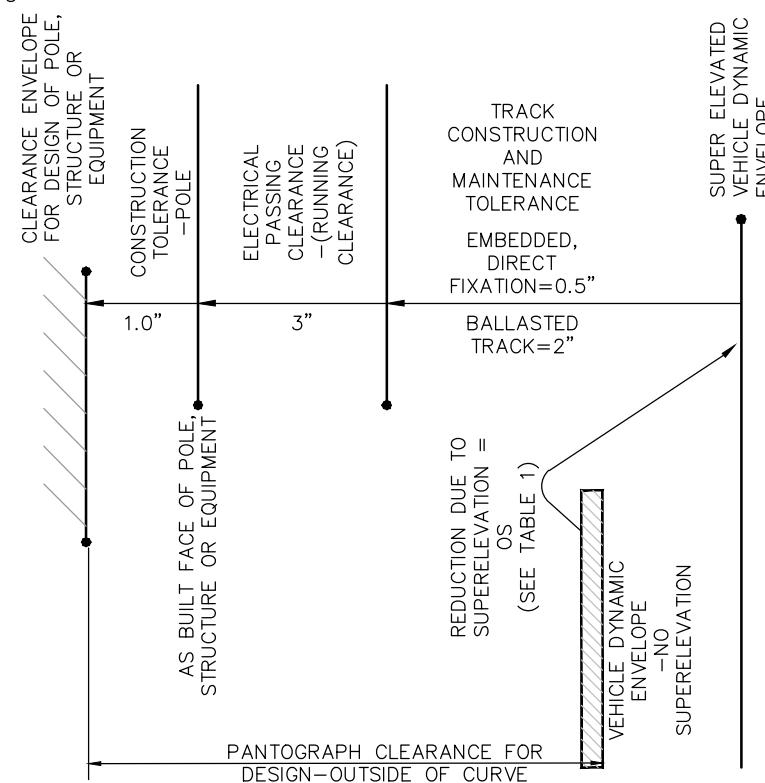 CLEARANCE ENVELOPE
FOR DESIGN OF POLE,
STRUCTURE OR
EQUIPMENT
CONSTRUCTION
TOLERANCE
-POLE
ELECTRICAL
PASSING
CLEARANCE
-(RUNNING
CLEARANCE)
TRACK
CONSTRUCTION
AND
MAINTENANCE
TOLERANCE
EMBEDDED,
DIRECT
FIXATION=0.5"
BALLASTED
TRACK=2"
SUPER ELEVATED
VEHICLE DYNAMIC
ENVELOPE
1.0"
3"
AS BUILT FACE OF POLE,
STRUCTURE OR EQUIPMENT
REDUCTION DUE TO
SUPERELEVATION =
OS
(SEE TABLE 1)
VEHICLE DYNAMIC
ENVELOPE
-NO
SUPERELEVATION
PANTOGRAPH CLEARANCE FOR
DESIGN-OUTSIDE OF CURVE